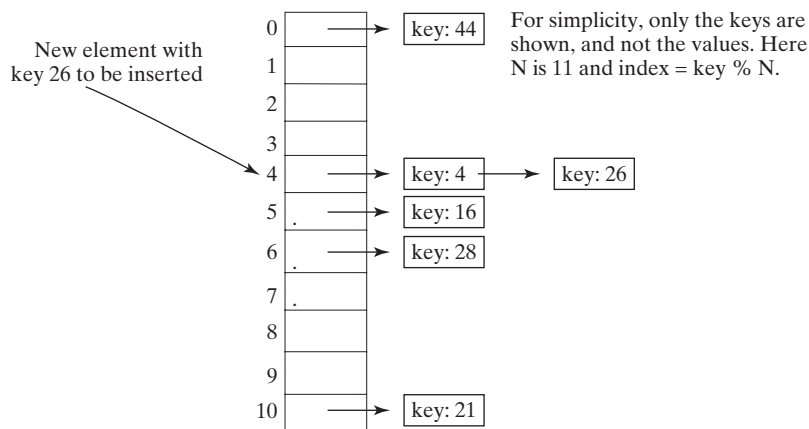 0
key: 44
For simplicity, only the keys are
shown, and not the values. Here
N is 11 and index = key % N.
New element with
key 26 to be inserted
1
2
3
4
key: 4
key: 26
5
.
key: 16
6
.
key: 28
7
.
8
9
10
key: 21